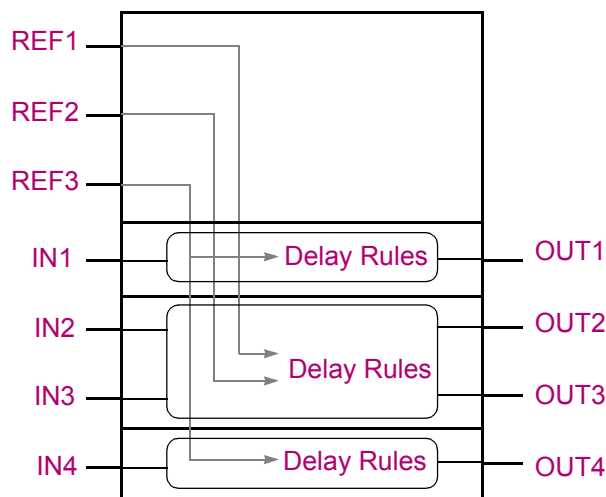 REF1
REF2
REF3
IN1
Delay Rules
OUT1
IN2
OUT2
Delay Rules
IN3
OUT3
IN4
Delay Rules
OUT4